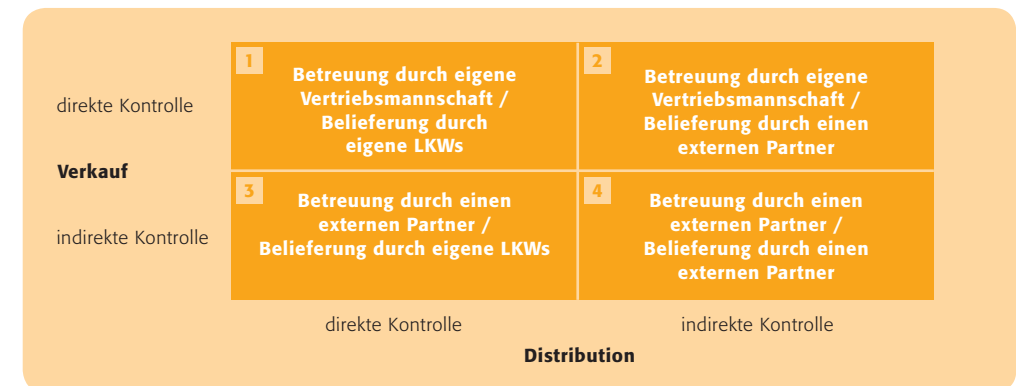 1
Betreuung durch eigene
Vertriebsmannschaft /
Belieferung durch
eigene LKWs
2
Betreuung durch eigene
Vertriebsmannschaft /
Belieferung durch einen
externen Partner
direkte Kontrolle
Verkauf
3
Betreuung durch einen
externen Partner /
Belieferung durch eigene LKWs
4
Betreuung durch einen
externen Partner /
Belieferung durch einen
externen Partner
indirekte Kontrolle
direkte Kontrolle
indirekte Kontrolle
Distribution